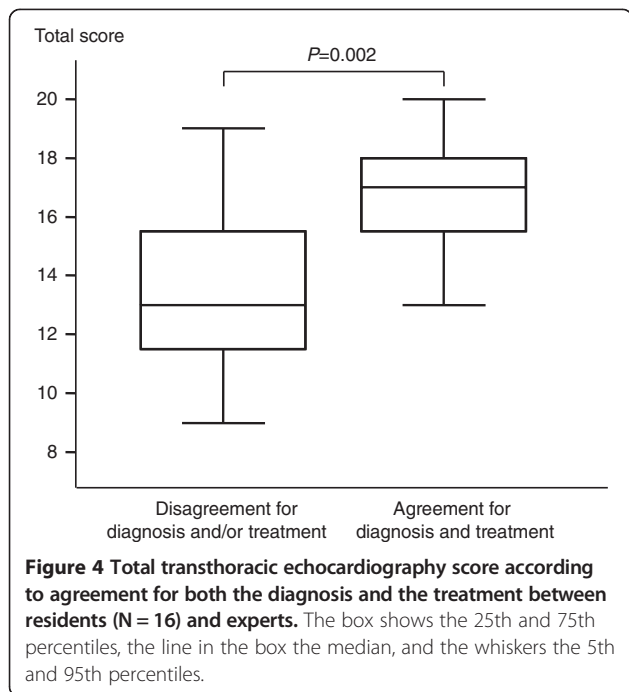 Total score
P=0.002
20
18
16
14
12
10
8
Disagreement for
diagnosis and/or treatment
Agreement for
diagnosis and treatment
Figure 4 Total transthoracic echocardiography score according
to agreement for both the diagnosis and the treatment between
residents (N = 16) and experts. The box shows the 25th and 75th
percentiles, the line in the box the median, and the whiskers the 5th
and 95th percentiles.